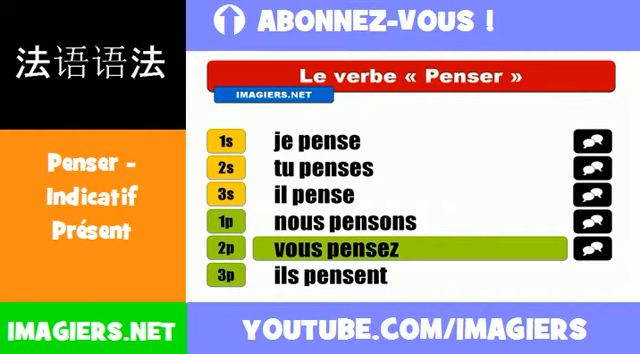 法语语法
Penser -
Indicatif
Présent
IMAGIERS.NET
ABONNEZ-VOUS !
Le verbe « Penser »
IMAGIERS.NET
1s je pense
2s tu penses
3s il pense
1p nous pensons
2p vous pensez
3p ils pensent
YOUTUBE.COM/IMAGIERS